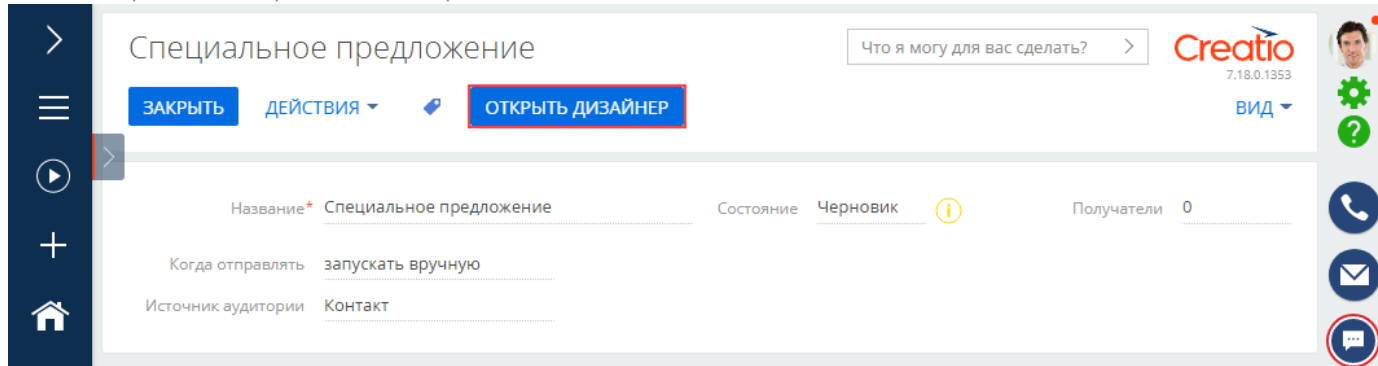 Специальное предложение
Что я могу для вас сделать?
Creatio
7.18.0.1353
ЗАКРЫТЬ ДЕЙСТВИЯ ОТКРЫТЬ ДИЗАЙНЕР ВИД
Название* Специальное предложение Состояние Черновик Получатели 0
Когда отправлять запускать вручную
Источник аудитории Контакт